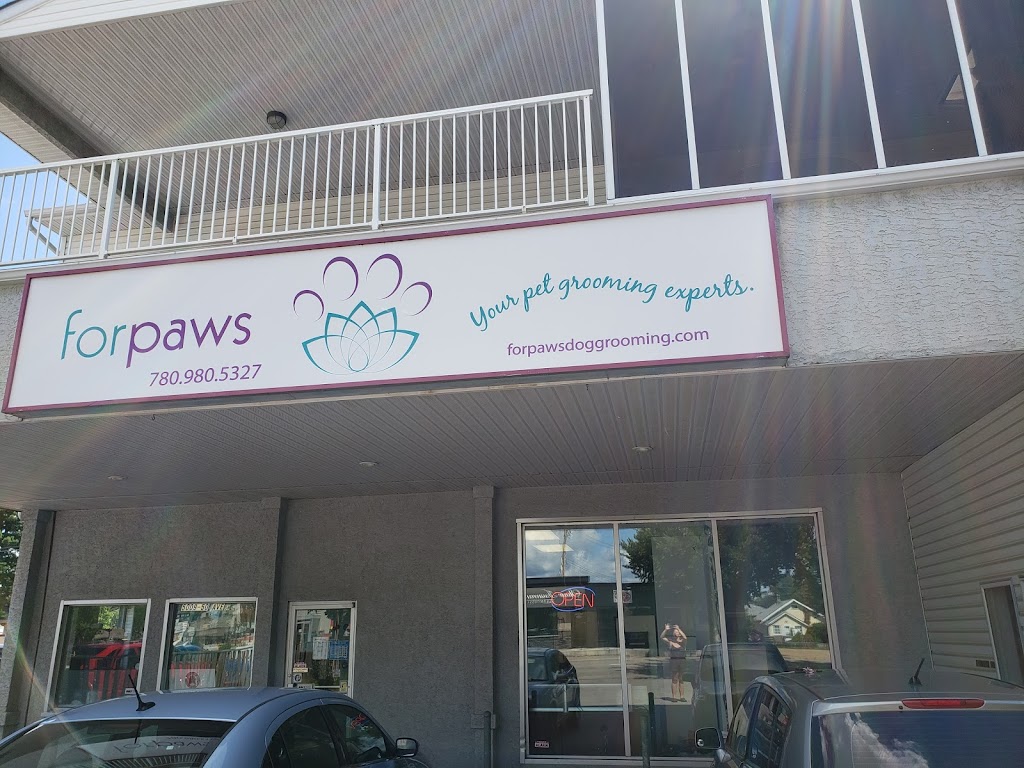 forpaws
780.980.5327
Your pet grooming experts.
forpawsdoggrooming.com
OPEN